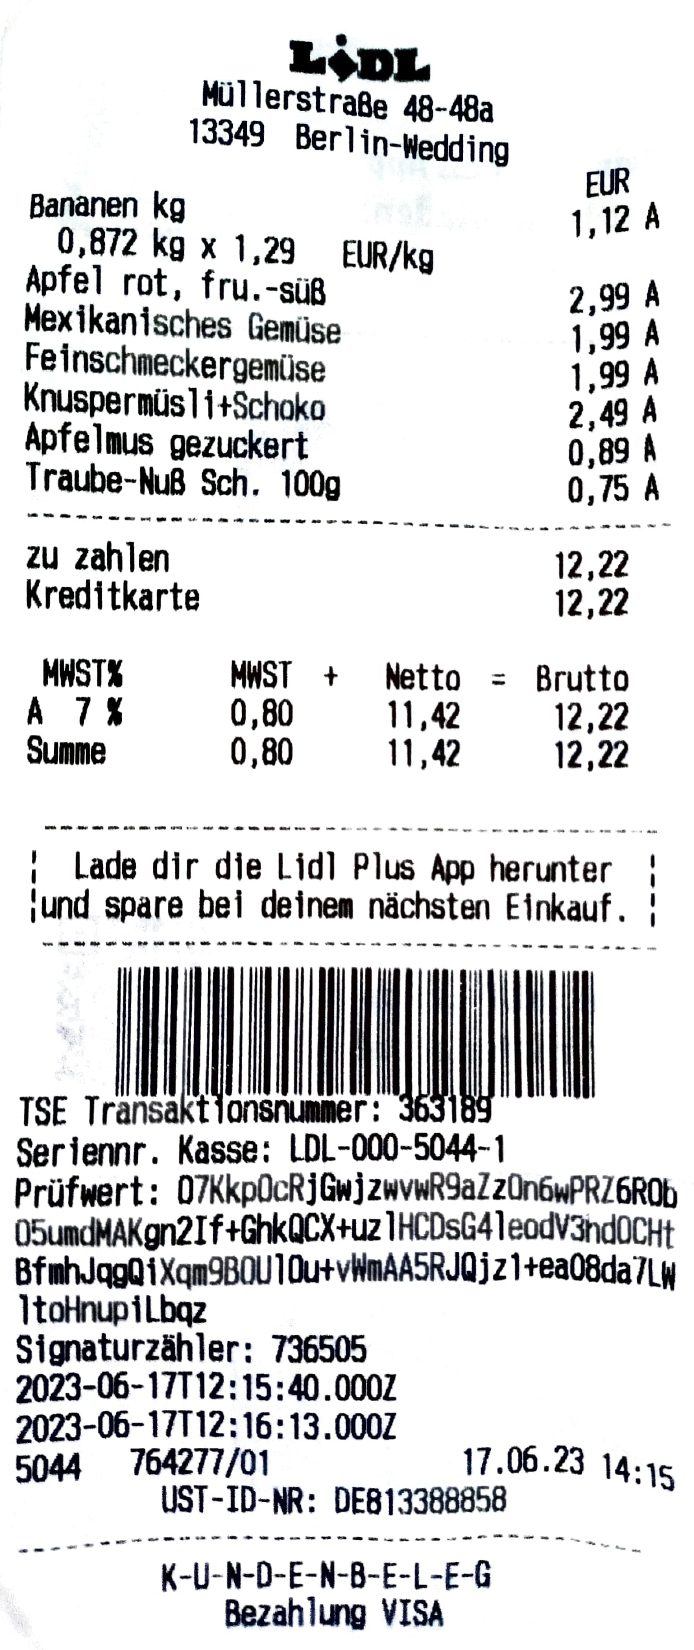 LiDL
Müllerstraße 48-48a
13349 Berlin-Wedding
EUR
Bananen kg 1,12 A
0,872 kg x 1,29 EUR/kg
Apfel rot, fru.-süß 2,99 A
Mexikanisches Gemüse 1,99 A
Feinschmeckergemüse 1,99 A
Knuspermüsli+Schoko 2,49 A
Apfelmus gezuckert 0,89 A
Traube-Nuß Sch. 100g 0,75 A
zu zahlen 12,22
Kreditkarte 12,22
MWST% MWST + Netto = Brutto
A 7 % 0,80 11,42 12,22
Summe 0,80 11,42 12,22
Lade dir die Lidl Plus App herunter
und spare bei deinem nächsten Einkauf.
TSE Transaktionsnummer: 363189
Seriennr. Kasse: LDL-000-5044-1
Prüfwert: O7KkpOcRjGwjzwvwR9aZzOn6wPRZ6ROb
O5umdMAKgn2If+GhkQCX+uzlHCDsG4leodV3hdOCHt
BfmhJqgQiXqm9BOUlOu+vWmAA5RJQjz1+eaO8da7LW
ltoHnupiLbqz
Signaturzähler: 736505
2023-06-17T12:15:40.000Z
2023-06-17T12:16:13.000Z
5044 764277/01 17.06.23 14:15
UST-ID-NR: DE813388858
K-U-N-D-E-N-B-E-L-E-G
Bezahlung VISA